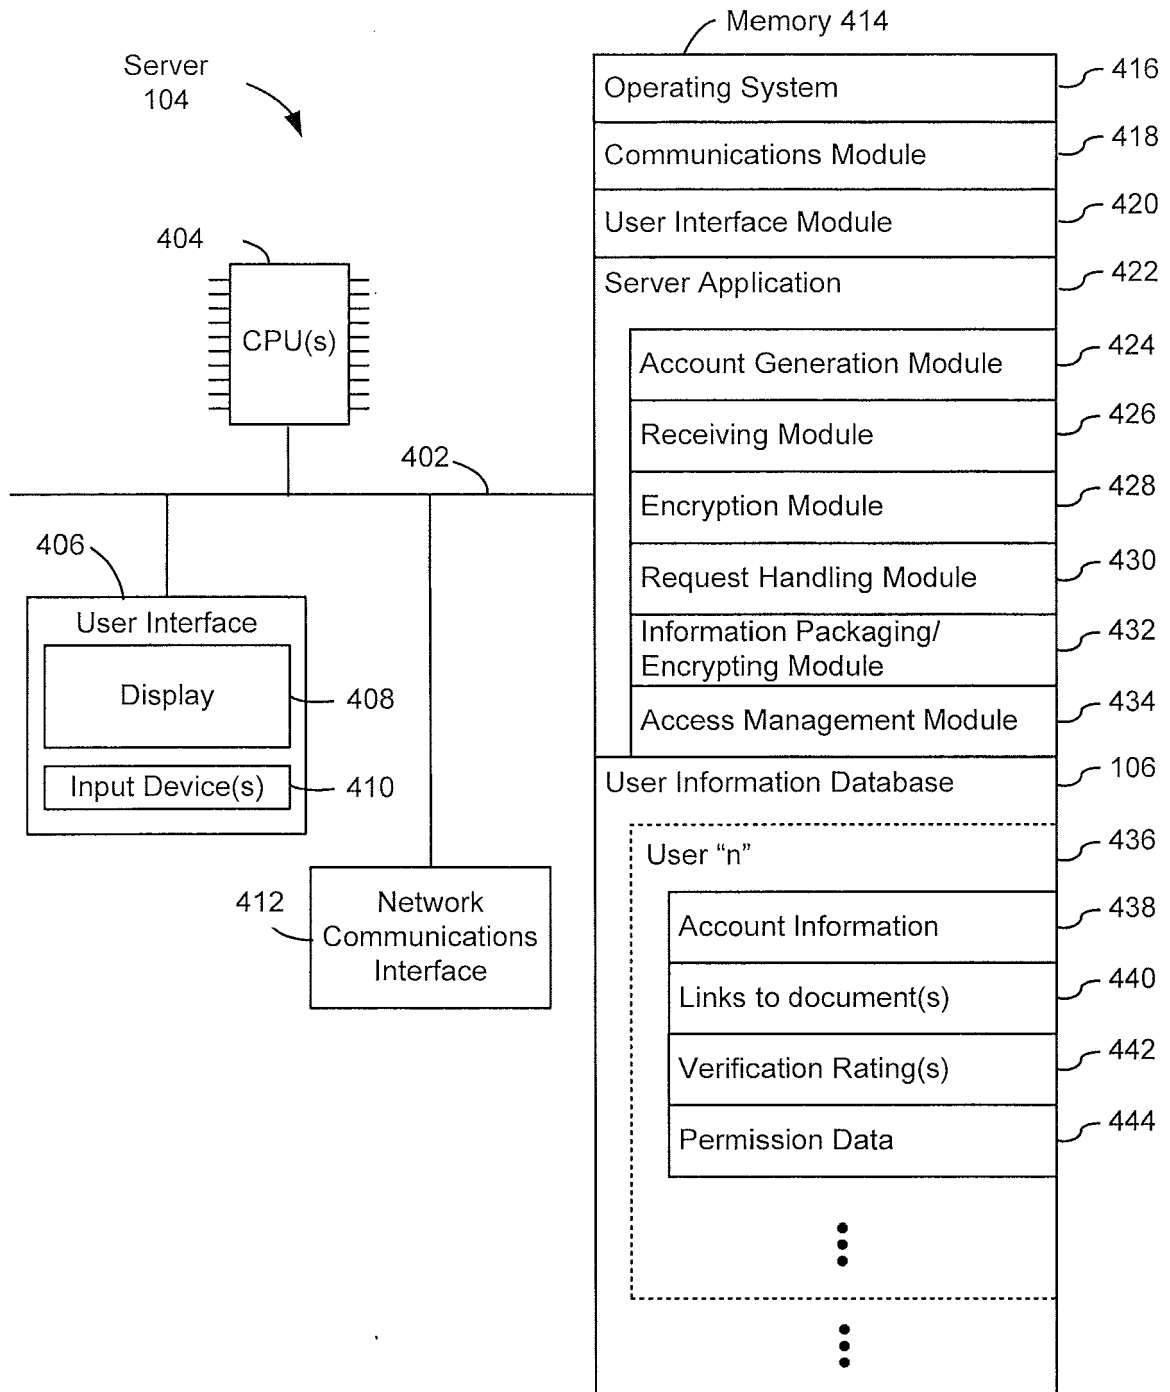 Memory 414
Server
104
Operating System
416
Communications Module
418
User Interface Module
420
Server Application
422
404
CPU(s)
Account Generation Module
424
Receiving Module
426
402
Encryption Module
428
Request Handling Module
430
Information Packaging/
Encrypting Module
432
Access Management Module
434
406
User Interface
Display
408
Input Device(s)
410
412
Network
Communications
Interface
User Information Database
106
User “n”
436
Account Information
438
Links to document(s)
440
Verification Rating(s)
442
Permission Data
444